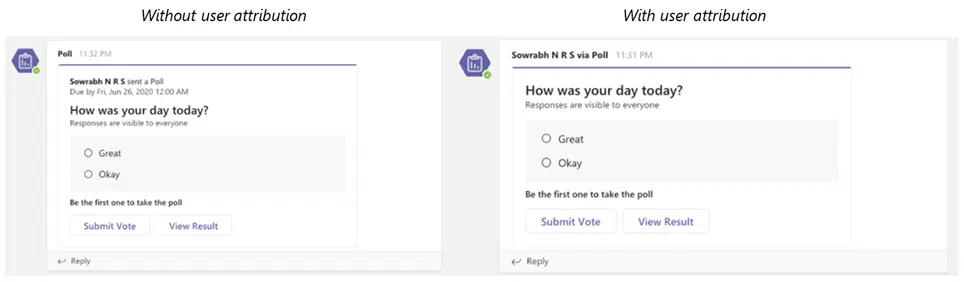 Without user attribution
Poll 11:32 PM
Sowrabh N R S sent a Poll
Due by Fri, Jun 26, 2020 12:00 AM
How was your day today?
Responses are visible to everyone
Great
Okay
Be the first one to take the poll
Submit Vote View Result
Reply
With user attribution
Sowrabh N R S via Poll 11:31 PM
How was your day today?
Responses are visible to everyone
Great
Okay
Be the first one to take the poll
Submit Vote View Result
Reply